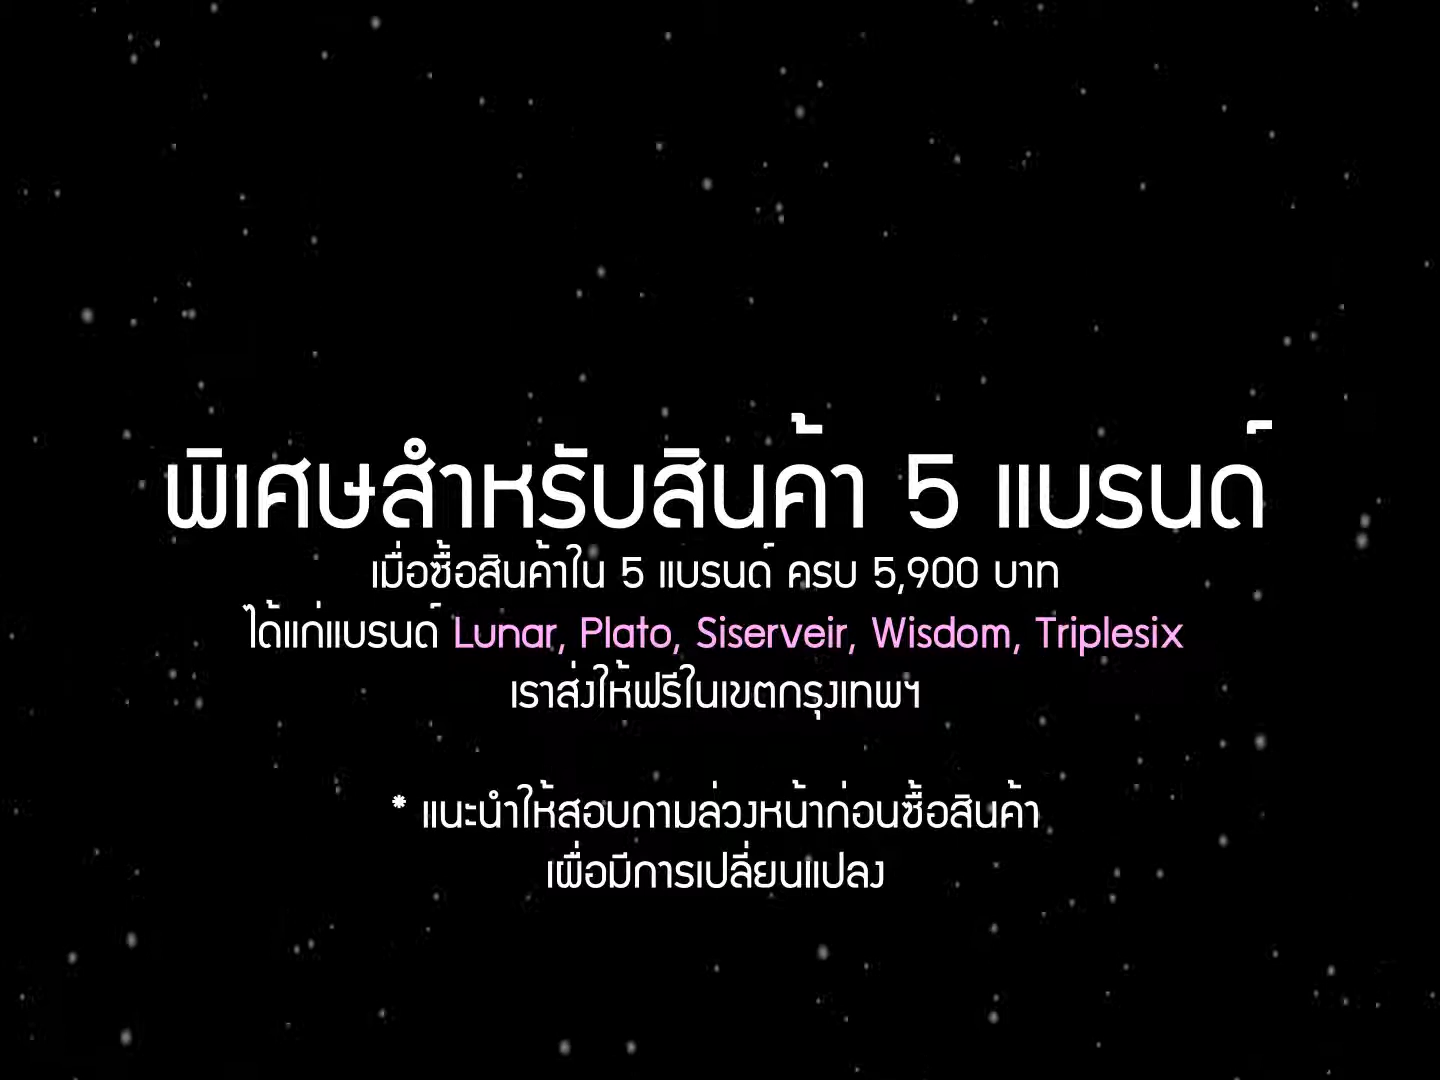 พิเศษสำหรับสินค้า 5 แบรนด์
เมื่อซื้อสินค้าใน 5 แบรนด์ ครบ 5,900 บาท
ได้แก่แบรนด์ Lunar, Plato, Siserveir, Wisdom, Triplesix
เราส่งให้ฟรีในเขตกรุงเทพฯ
* แนะนำให้สอบถามล่วงหน้าก่อนซื้อสินค้า
เผื่อมีการเปลี่ยนแปลง